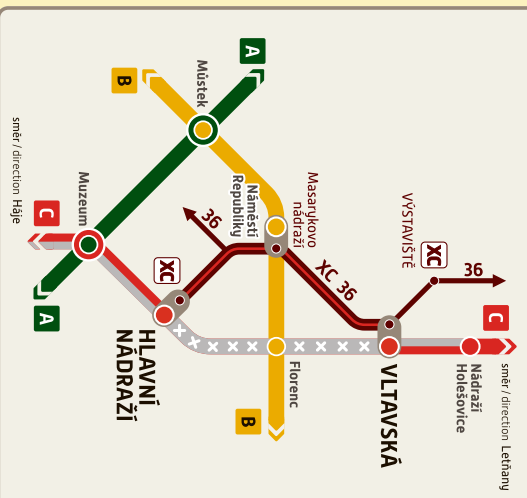 A
B
Můstek
směr / direction Háje
Muzeum
C
A
Náměstí
Republiky
Masarykovo
nádraží
36
XC
HLAVNÍ
NÁDRAŽÍ
XC 36
VÝSTAVIŠTĚ
XC
36
C
směr / direction Letňany
Nádraží
Holešovice
VLTAVSKÁ
Florenc
B